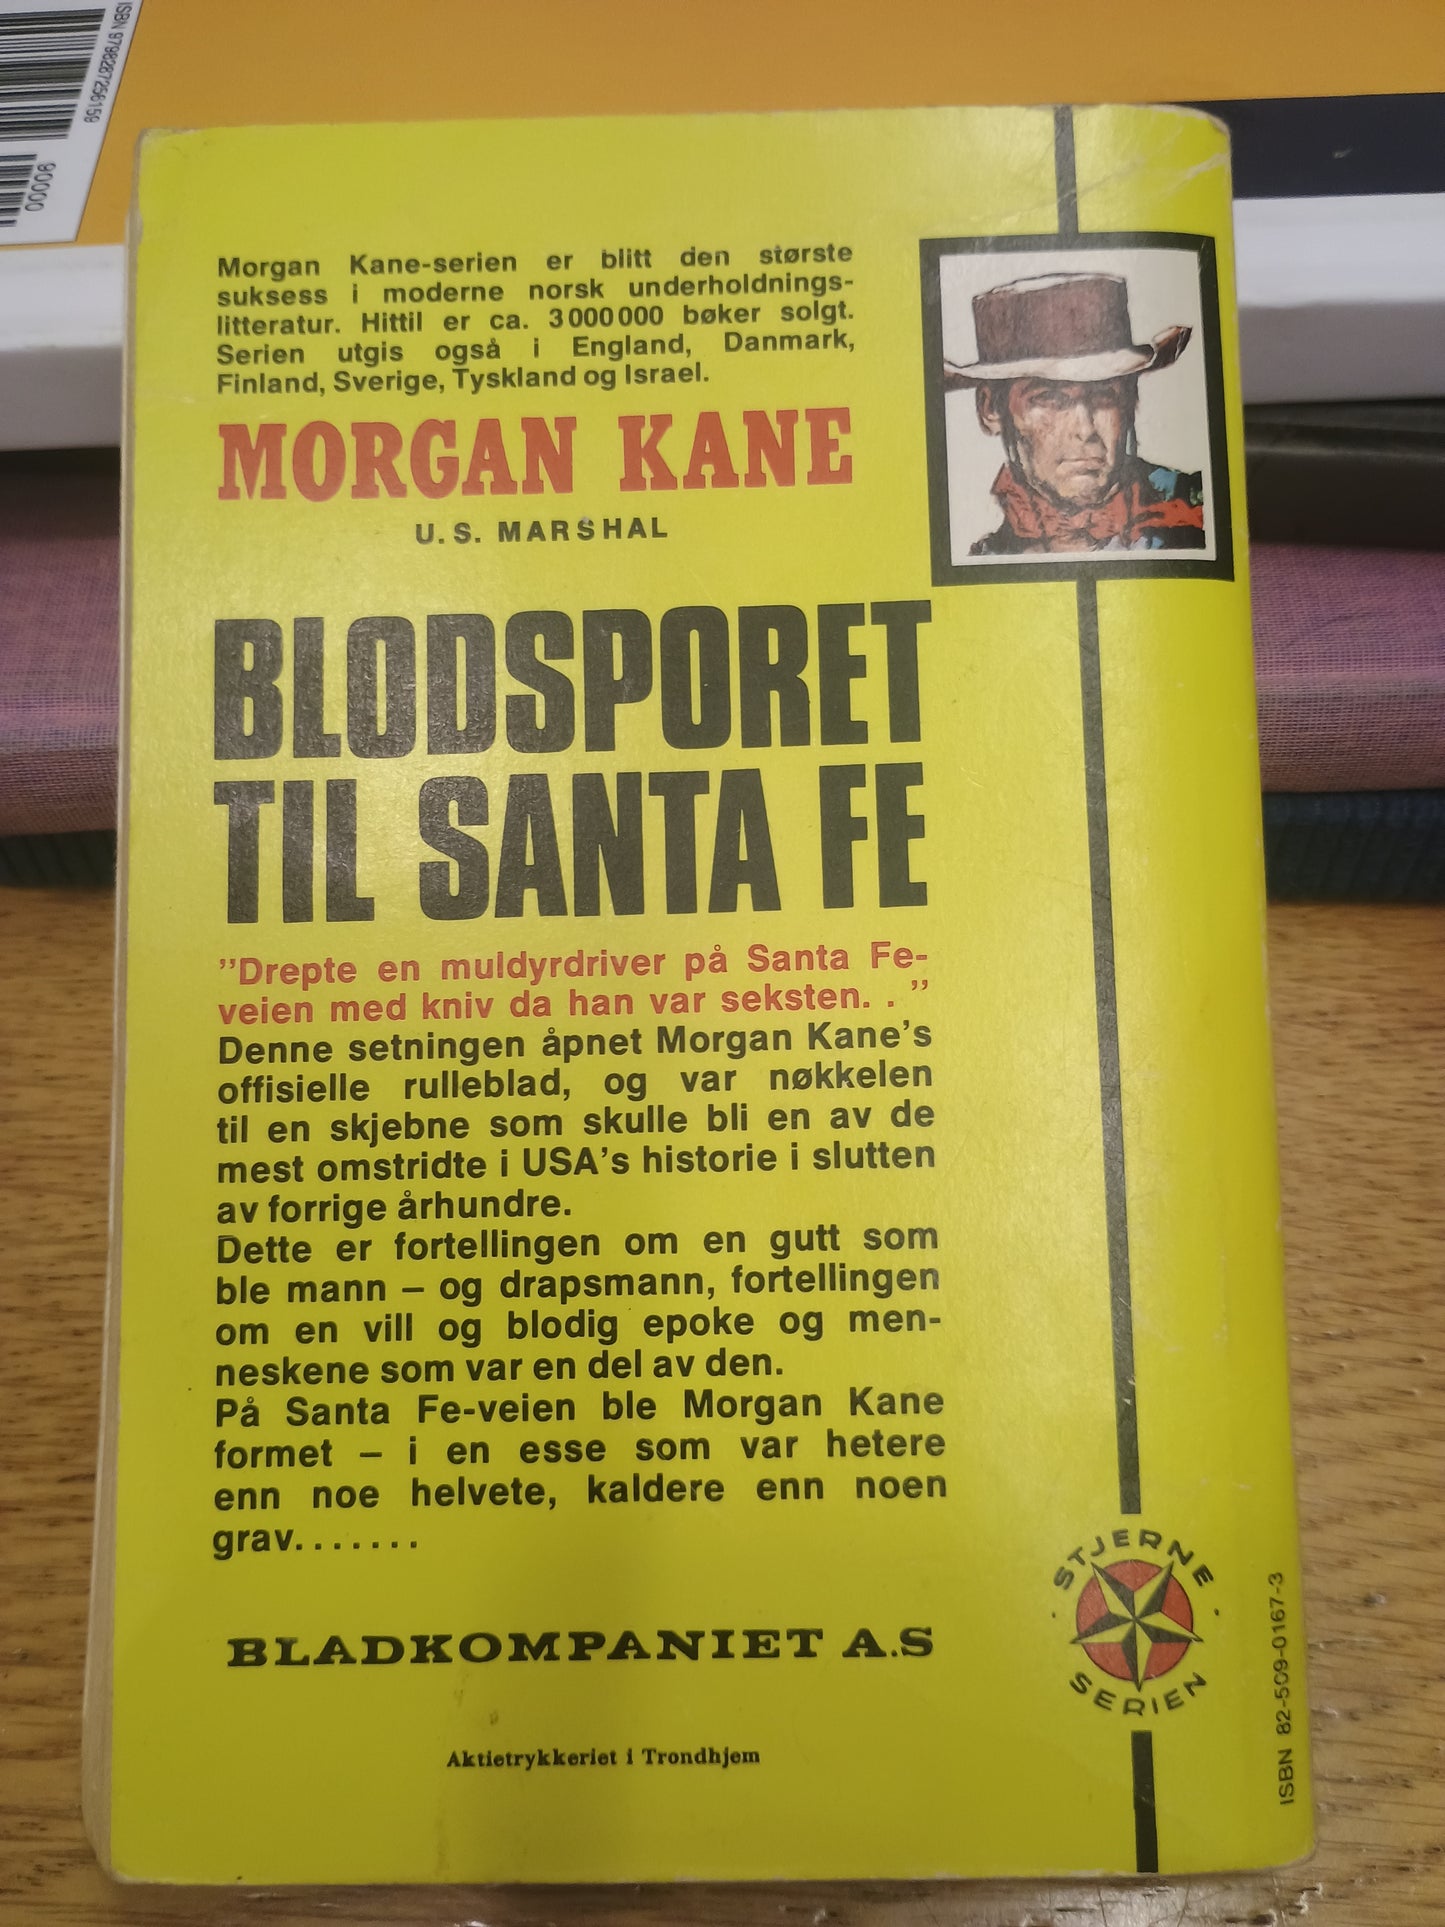 ISBN 9798267256159
90000
Morgan Kane-serien er blitt den største
suksess i moderne norsk underholdnings-
litteratur. Hittil er ca. 3 000 000 bøker solgt.
Serien utgis også i England, Danmark,
Finland, Sverige, Tyskland og Israel.
MORGAN KANE
U.S. MARSHAL
BLODSPORET
TIL SANTA FE
”Drepte en muldyrdriver på Santa Fe-
veien med kniv da han var seksten. . ”
Denne setningen åpnet Morgan Kane’s
offisielle rulleblad, og var nøkkelen
til en skjebne som skulle bli en av de
mest omstridte i USA’s historie i slutten
av forrige århundre.
Dette er fortellingen om en gutt som
ble mann – og drapsmann, fortellingen
om en vill og blodig epoke og men-
neskene som var en del av den.
På Santa Fe-veien ble Morgan Kane
formet – i en esse som var hetere
enn noe helvete, kaldere enn noen
grav.......
STJERNE
SERIEN
BLADKOMPANIET A.S
Aktietrykkeriet i Trondhjem
ISBN 82-509-0167-3